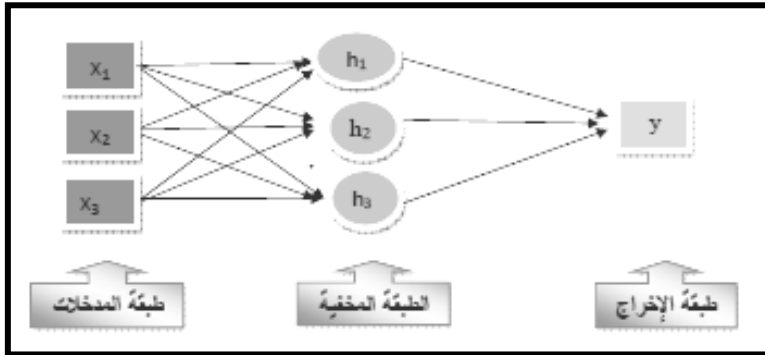 X₁ h₁
X₂ h₂ y
X₃ h₃
طبقة المدخلات الطبقة المخفية طبقة الإخراج